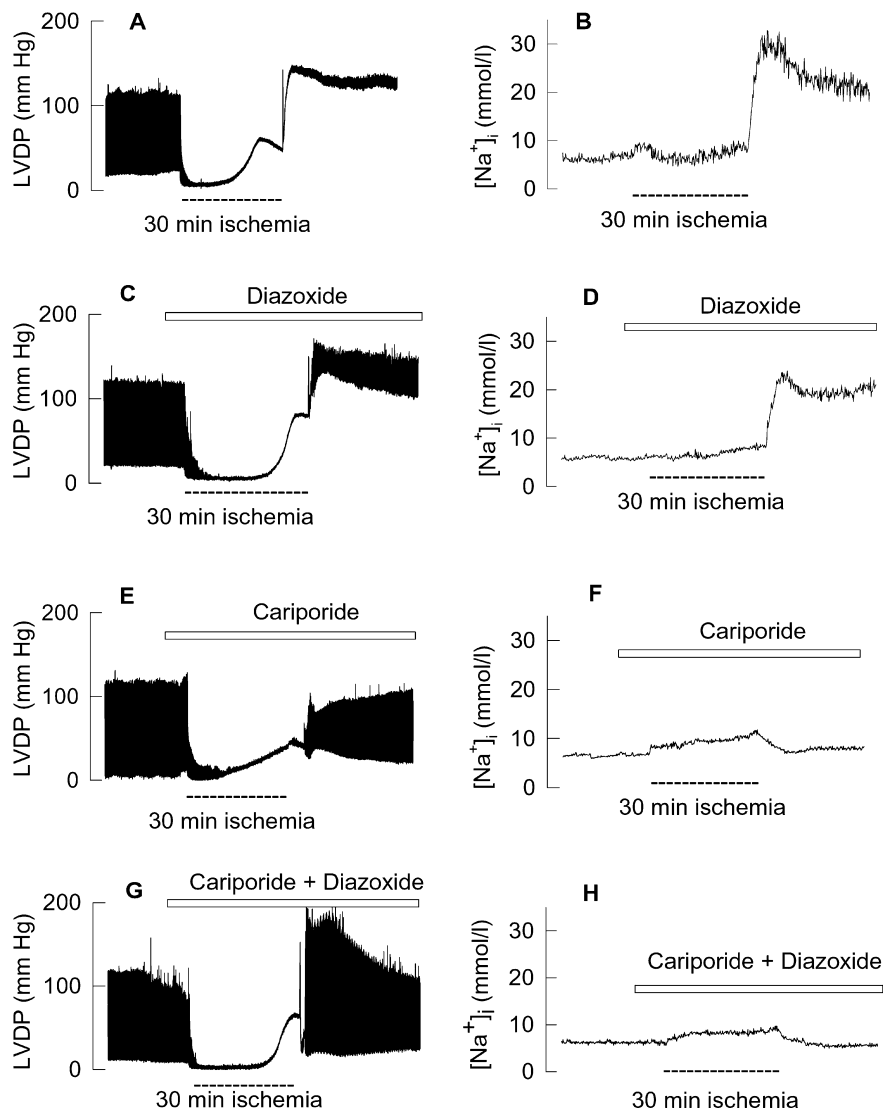 A
LVDP (mm Hg)
200
100
0
30 min ischemia
B
[Na⁺]i (mmol/l)
30
20
10
0
30 min ischemia
C
Diazoxide
LVDP (mm Hg)
200
100
0
30 min ischemia
D
Diazoxide
[Na⁺]i (mmol/l)
30
20
10
0
30 min ischemia
E
Cariporide
LVDP (mm Hg)
200
100
0
30 min ischemia
F
Cariporide
[Na⁺]i (mmol/l)
30
20
10
0
30 min ischemia
G
Cariporide + Diazoxide
LVDP (mm Hg)
200
100
0
30 min ischemia
H
Cariporide + Diazoxide
[Na⁺]i (mmol/l)
30
20
10
0
30 min ischemia